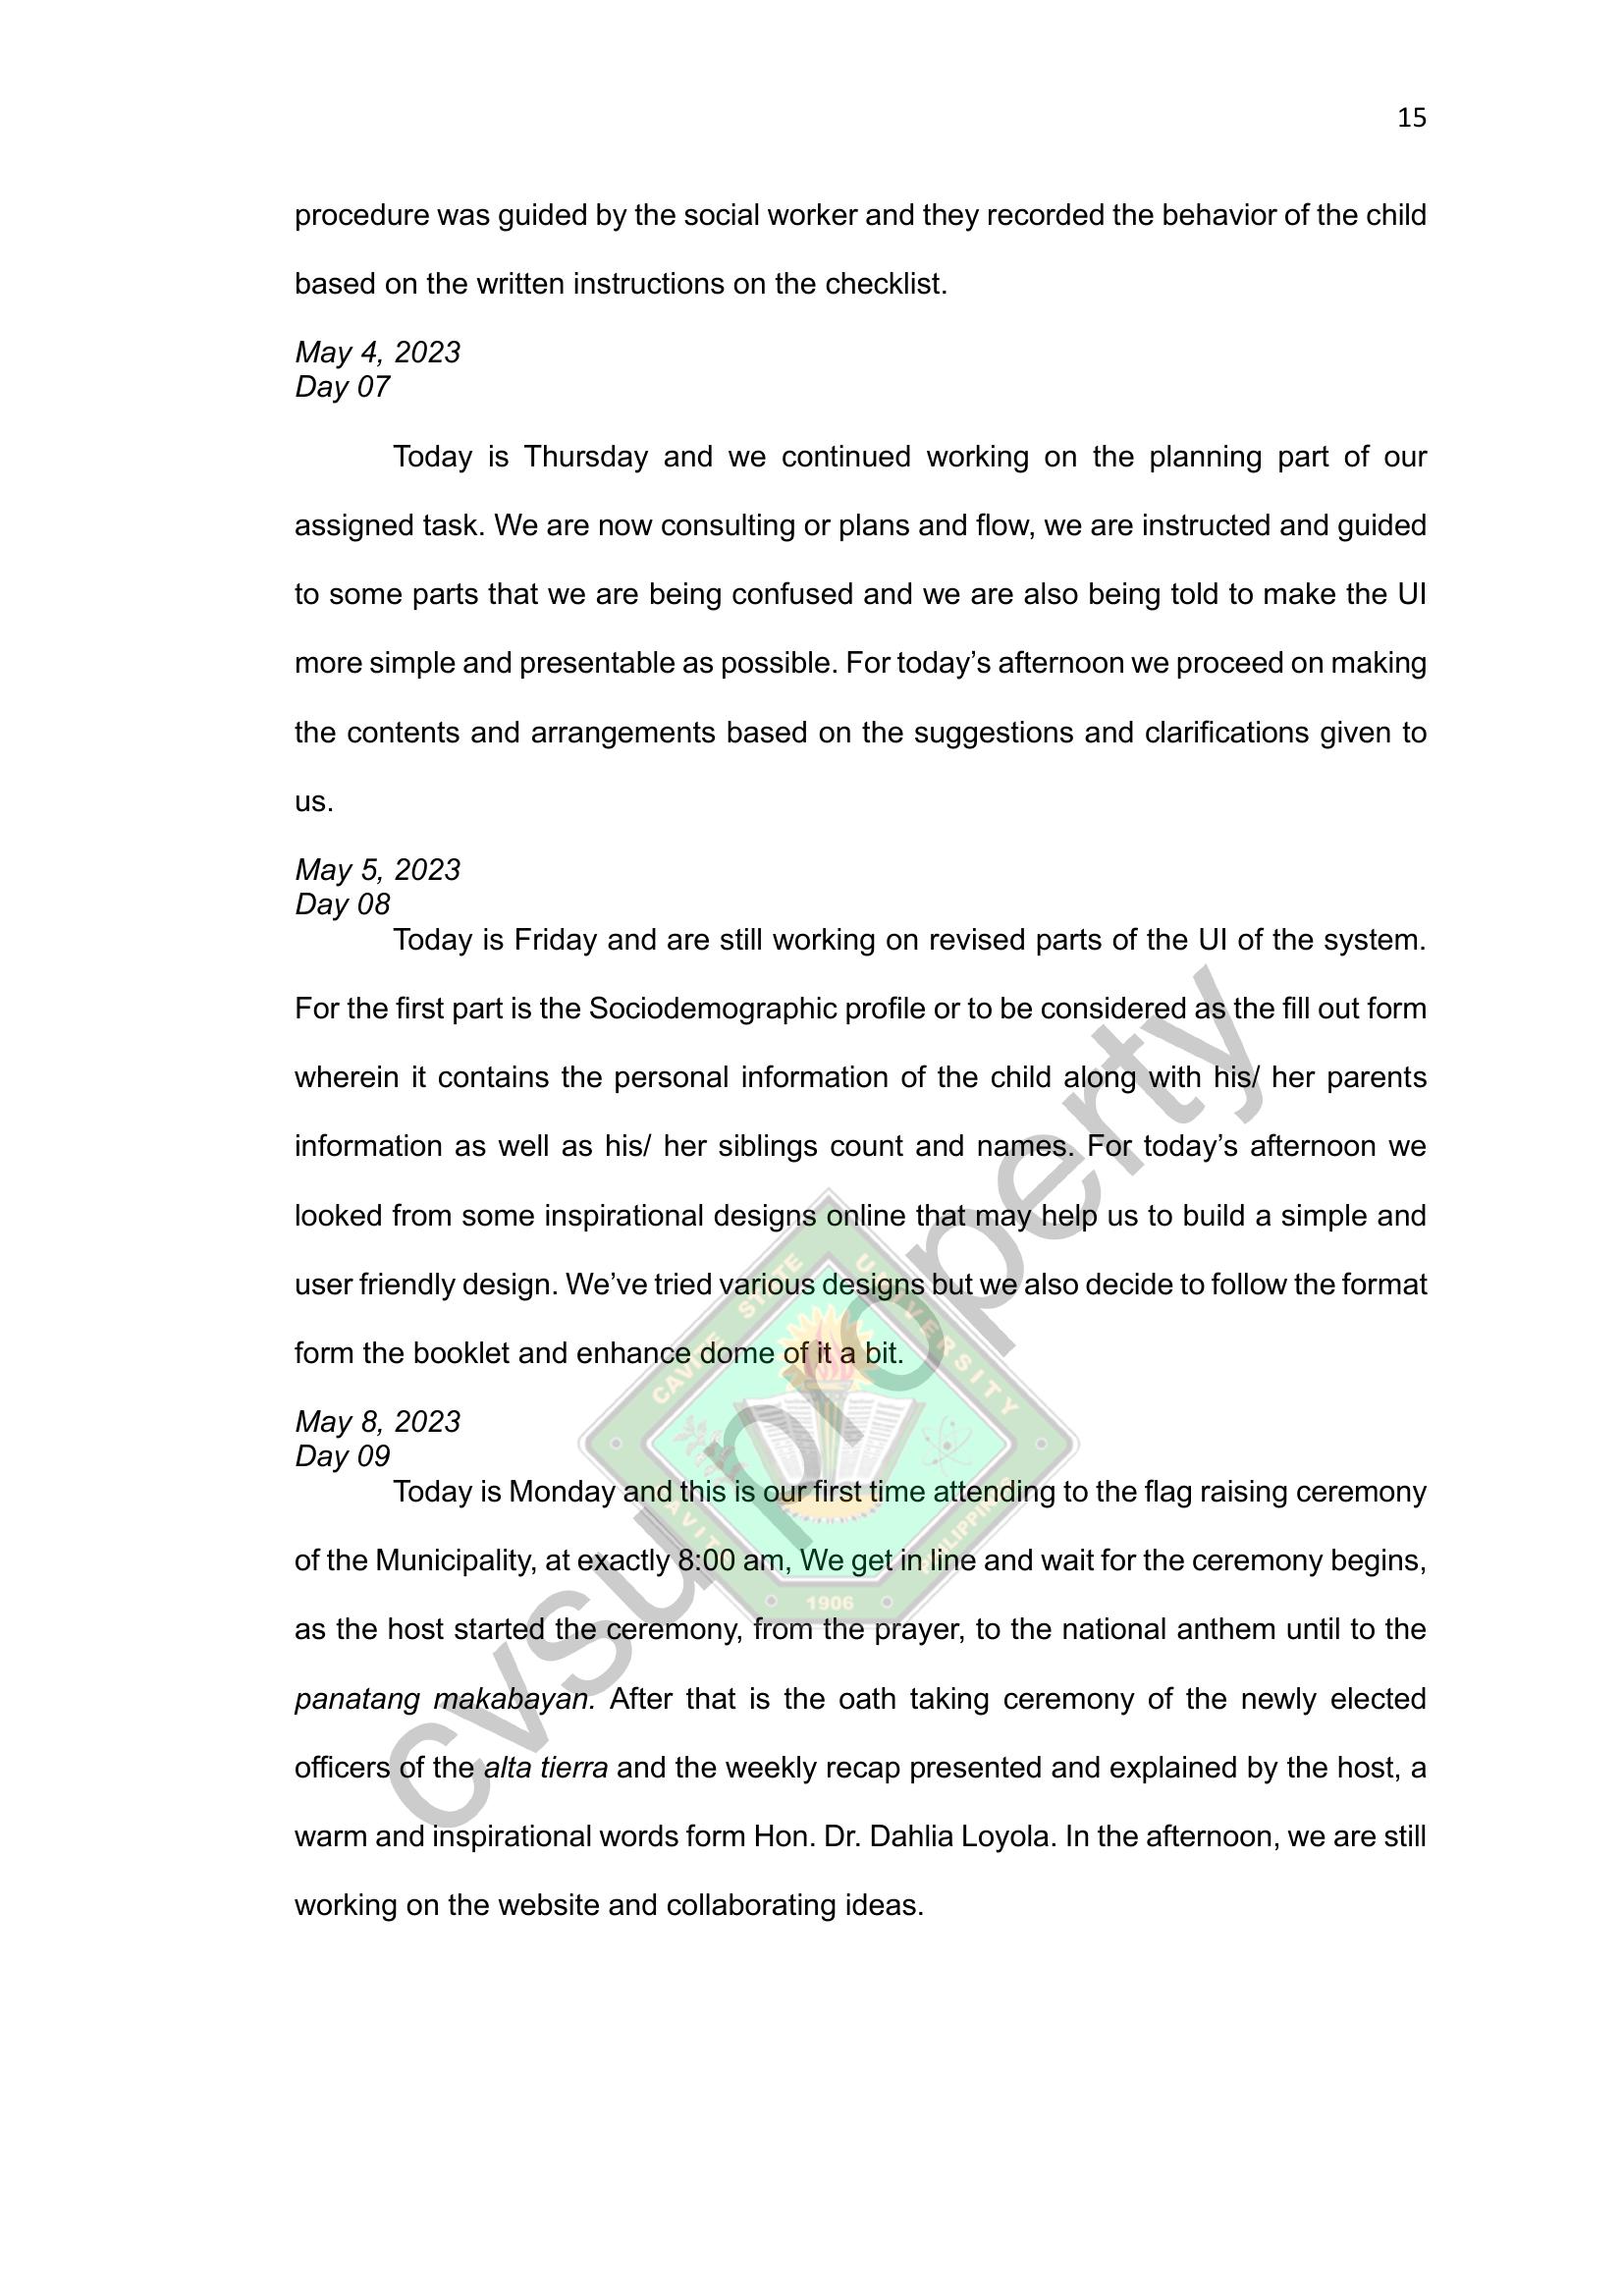 15
procedure was guided by the social worker and they recorded the behavior of the child
based on the written instructions on the checklist.
May 4, 2023
Day 07
Today is Thursday and we continued working on the planning part of our
assigned task. We are now consulting or plans and flow, we are instructed and guided
to some parts that we are being confused and we are also being told to make the UI
more simple and presentable as possible. For today’s afternoon we proceed on making
the contents and arrangements based on the suggestions and clarifications given to
us.
May 5, 2023
Day 08
Today is Friday and are still working on revised parts of the UI of the system.
For the first part is the Sociodemographic profile or to be considered as the fill out form
wherein it contains the personal information of the child along with his/ her parents
information as well as his/ her siblings count and names. For today’s afternoon we
looked from some inspirational designs online that may help us to build a simple and
user friendly design. We’ve tried various designs but we also decide to follow the format
form the booklet and enhance dome of it a bit.
May 8, 2023
Day 09
Today is Monday and this is our first time attending to the flag raising ceremony
of the Municipality, at exactly 8:00 am, We get in line and wait for the ceremony begins,
as the host started the ceremony, from the prayer, to the national anthem until to the
panatang makabayan. After that is the oath taking ceremony of the newly elected
officers of the alta tierra and the weekly recap presented and explained by the host, a
warm and inspirational words form Hon. Dr. Dahlia Loyola. In the afternoon, we are still
working on the website and collaborating ideas.
cvsu property
CAVITE STATE UNIVERSITY
CAVITE PHILIPPINES
1906